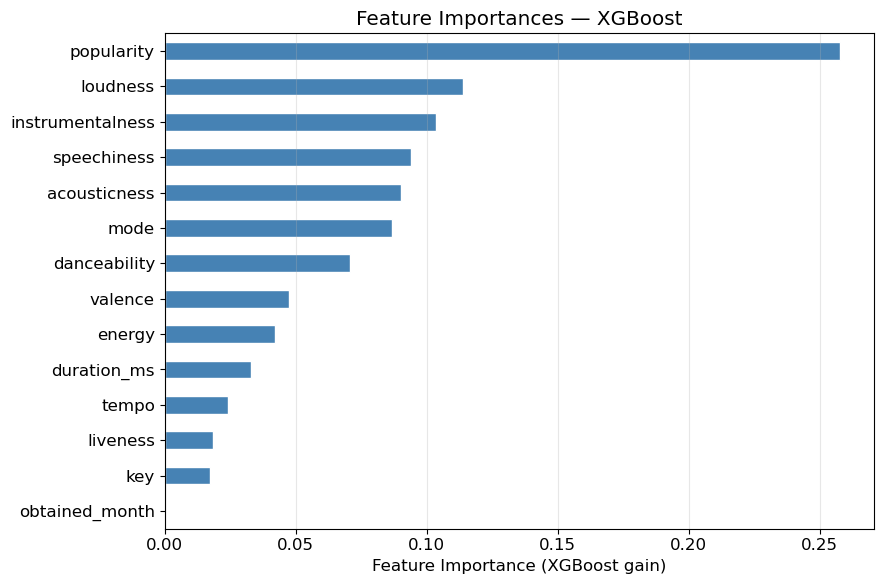 Feature Importances — XGBoost
popularity
loudness
instrumentalness
speechiness
acousticness
mode
danceability
valence
energy
duration_ms
tempo
liveness
key
obtained_month
0.00 0.05 0.10 0.15 0.20 0.25
Feature Importance (XGBoost gain)